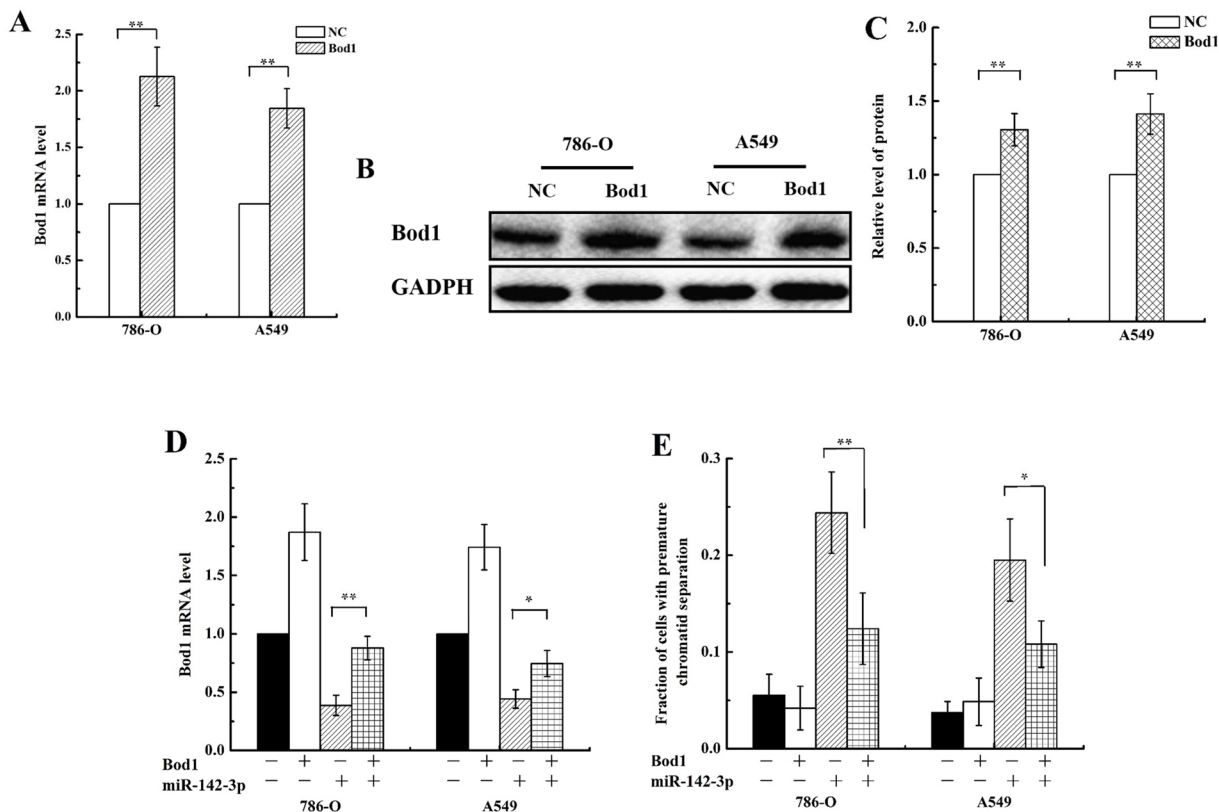 A
NC
Bod1
**
**
Bod1 mRNA level
2.5
2.0
1.5
1.0
0.5
0.0
786-O A549
B
786-O A549
NC Bod1 NC Bod1
Bod1
GADPH
C
NC
Bod1
** **
Relative level of protein
2.0
1.5
1.0
0.5
0.0
786-O A549
D
Bod1 mRNA level
2.5
2.0
1.5
1.0
0.5
0.0
** *
Bod1 − + − + − + − +
miR-142-3p − − + + − − + +
786-O A549
E
Fraction of cells with premature
chromatid separation
0.3
0.2
0.1
0.0
**
*
Bod1 − + − + − + − +
miR-142-3p − − + + − − + +
786-O A549